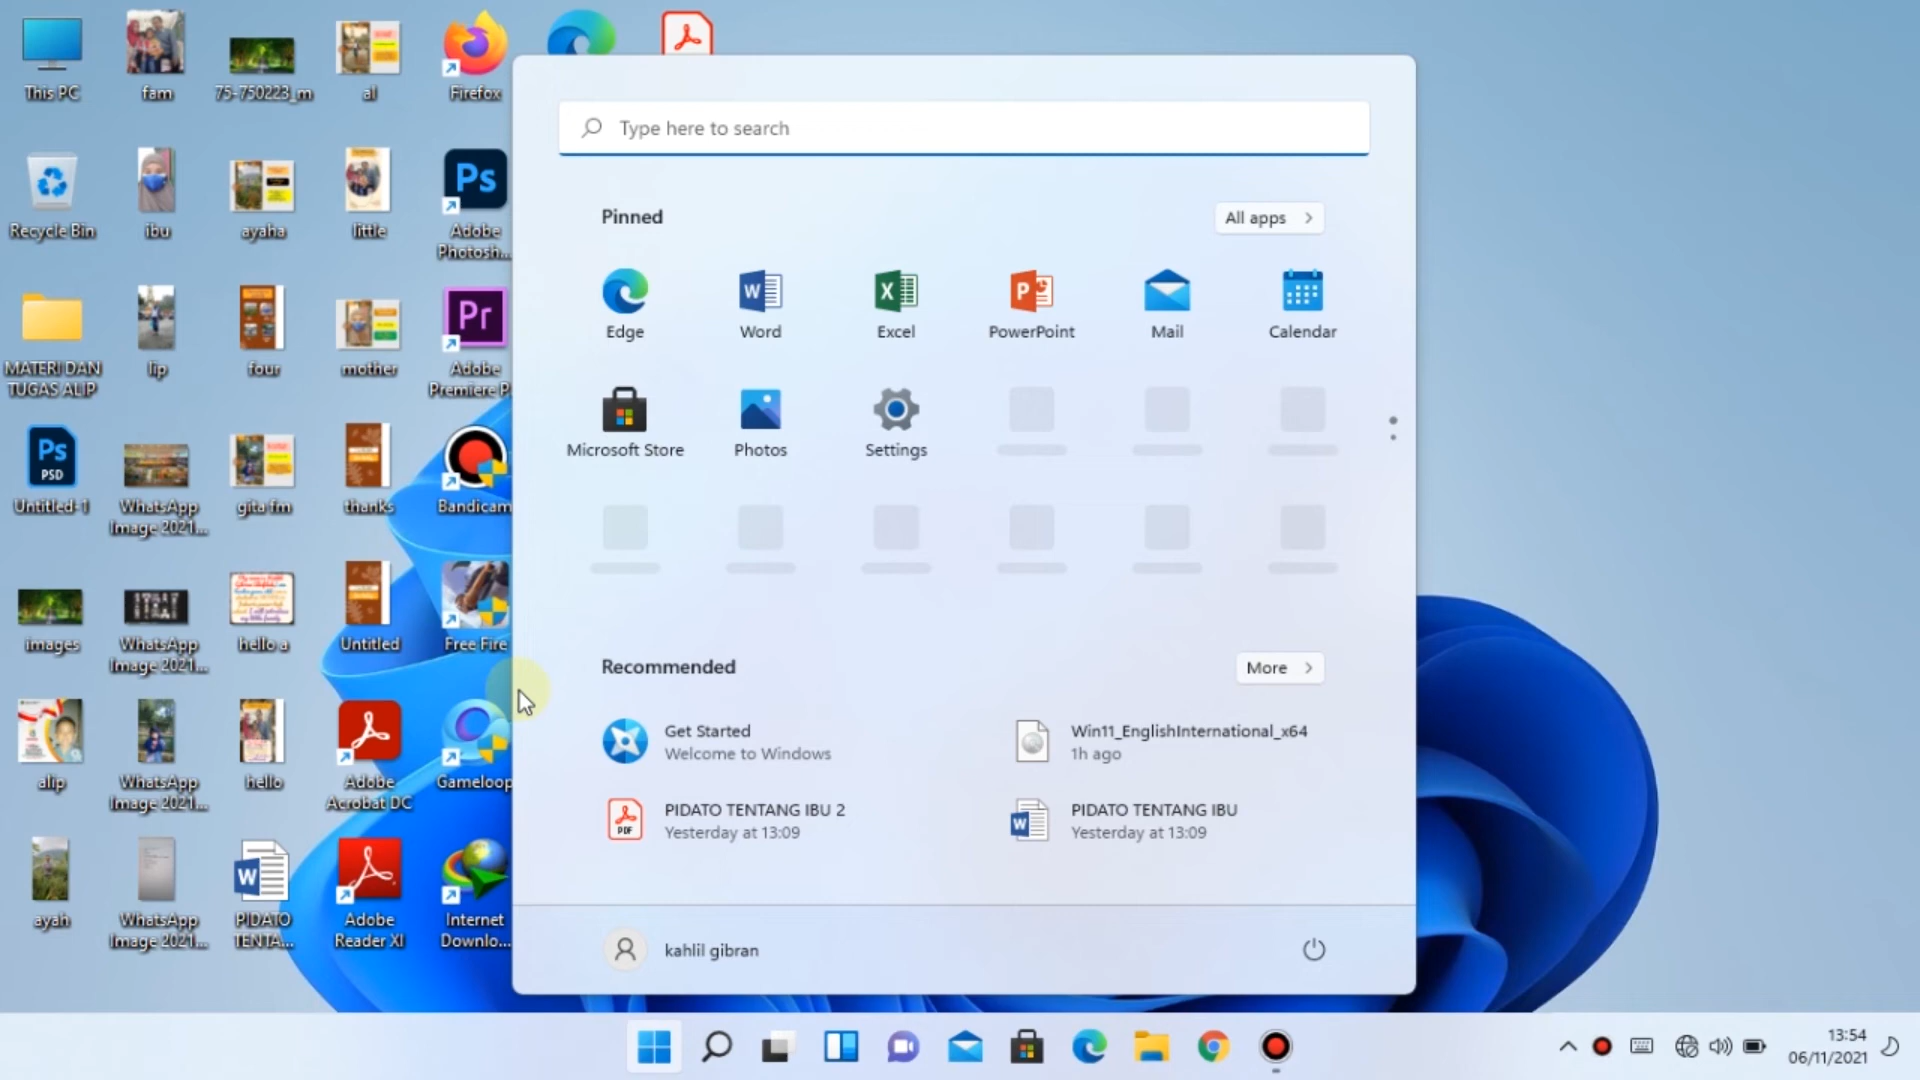 This PC
fam
75-750223_m
al
Firefox
Recycle Bin
ibu
ayaha
little
Adobe
Photosh...
MATERI DAN
TUGAS ALIP
lip
four
mother
Adobe
Premiere P
Ps
PSD
Untitled-1
WhatsApp
Image 2021...
gita fm
thanks
Bandicam
images
WhatsApp
Image 2021...
hello a
Untitled
Free Fire
alip
WhatsApp
Image 2021...
hello
Adobe
Acrobat DC
Gameloop
ayah
WhatsApp
Image 2021...
PIDATO
TENTA...
Adobe
Reader XI
Internet
Downlo...
Ps
Pr
Type here to search
Pinned
All apps
Edge
Word
Excel
PowerPoint
Mail
Calendar
Microsoft Store
Photos
Settings
Recommended
More
Get Started
Welcome to Windows
Win11_EnglishInternational_x64
1h ago
PDF
PIDATO TENTANG IBU 2
Yesterday at 13:09
PIDATO TENTANG IBU
Yesterday at 13:09
kahlil gibran
13:54
06/11/2021